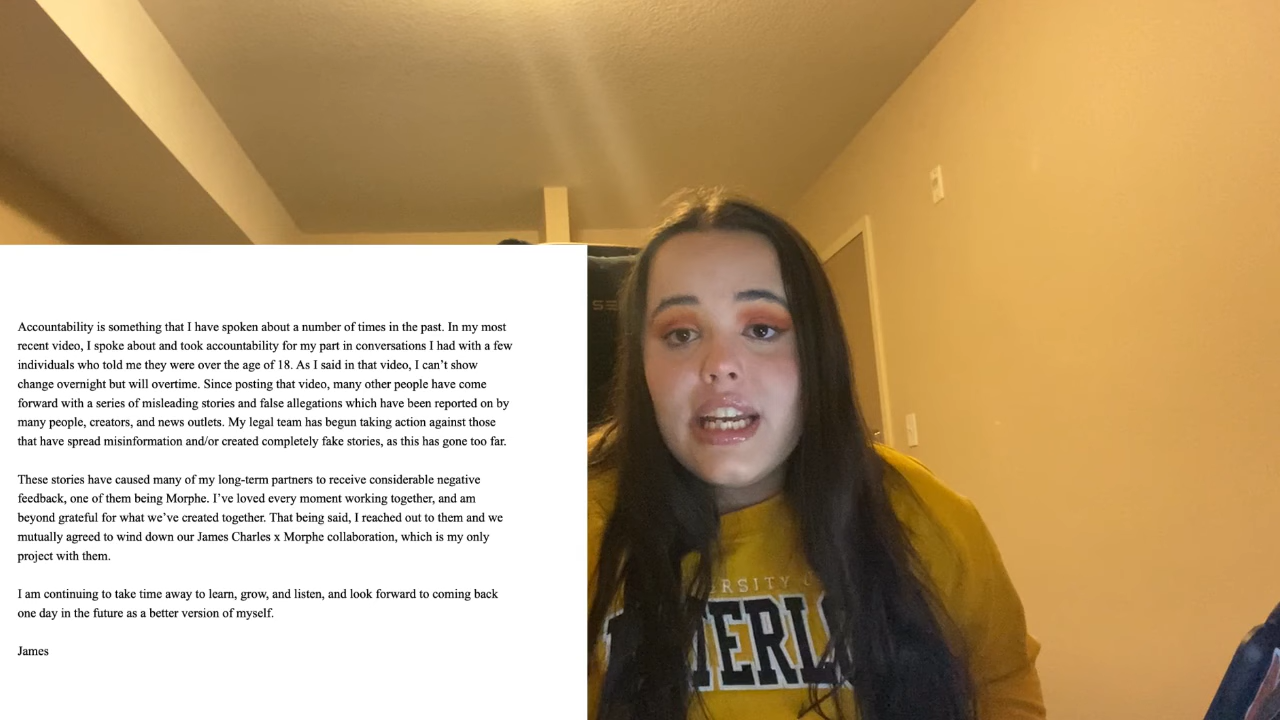 Accountability is something that I have spoken about a number of times in the past. In my most
recent video, I spoke about and took accountability for my part in conversations I had with a few
individuals who told me they were over the age of 18. As I said in that video, I can’t show
change overnight but will overtime. Since posting that video, many other people have come
forward with a series of misleading stories and false allegations which have been reported on by
many people, creators, and news outlets. My legal team has begun taking action against those
that have spread misinformation and/or created completely fake stories, as this has gone too far.
These stories have caused many of my long-term partners to receive considerable negative
feedback, one of them being Morphe. I’ve loved every moment working together, and am
beyond grateful for what we’ve created together. That being said, I reached out to them and we
mutually agreed to wind down our James Charles x Morphe collaboration, which is my only
project with them.
I am continuing to take time away to learn, grow, and listen, and look forward to coming back
one day in the future as a better version of myself.
James